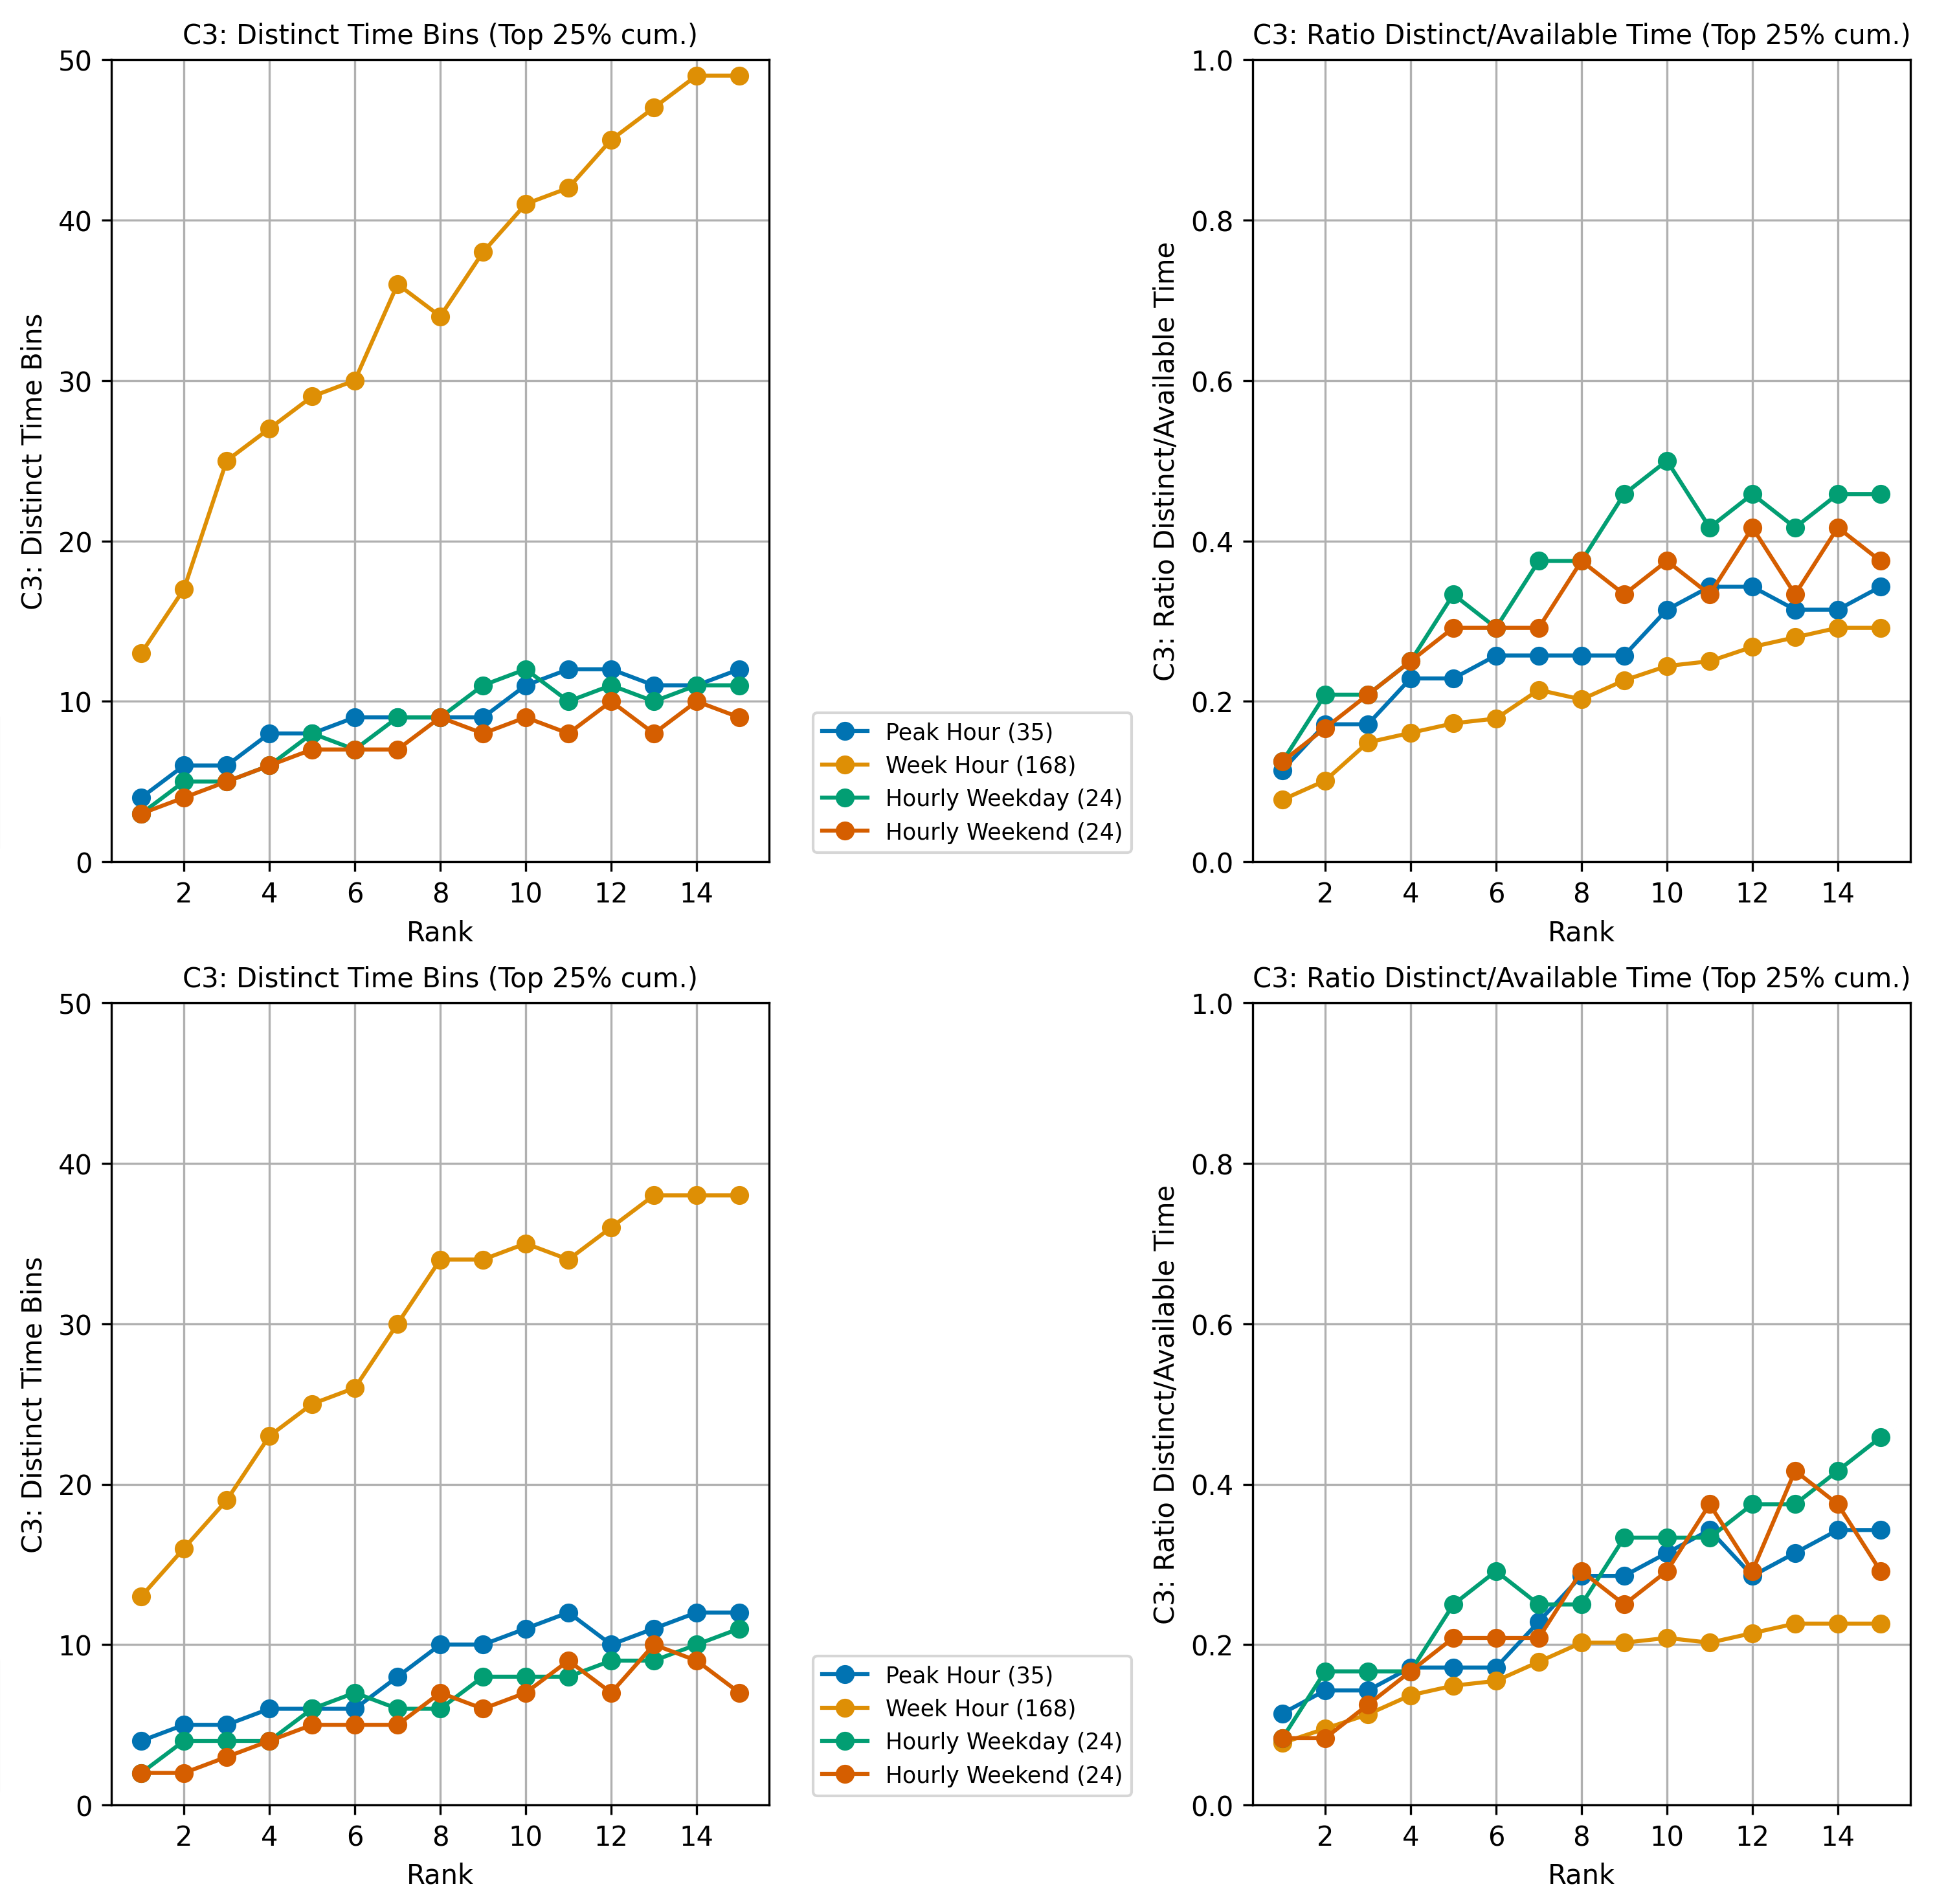 C3: Distinct Time Bins (Top 25% cum.)
C3: Distinct Time Bins
50
40
30
20
10
0
2 4 6 8 10 12 14
Rank
Peak Hour (35)
Week Hour (168)
Hourly Weekday (24)
Hourly Weekend (24)
C3: Ratio Distinct/Available Time (Top 25% cum.)
C3: Ratio Distinct/Available Time
1.0
0.8
0.6
0.4
0.2
0.0
2 4 6 8 10 12 14
Rank
C3: Distinct Time Bins (Top 25% cum.)
C3: Distinct Time Bins
50
40
30
20
10
0
2 4 6 8 10 12 14
Rank
Peak Hour (35)
Week Hour (168)
Hourly Weekday (24)
Hourly Weekend (24)
C3: Ratio Distinct/Available Time (Top 25% cum.)
C3: Ratio Distinct/Available Time
1.0
0.8
0.6
0.4
0.2
0.0
2 4 6 8 10 12 14
Rank